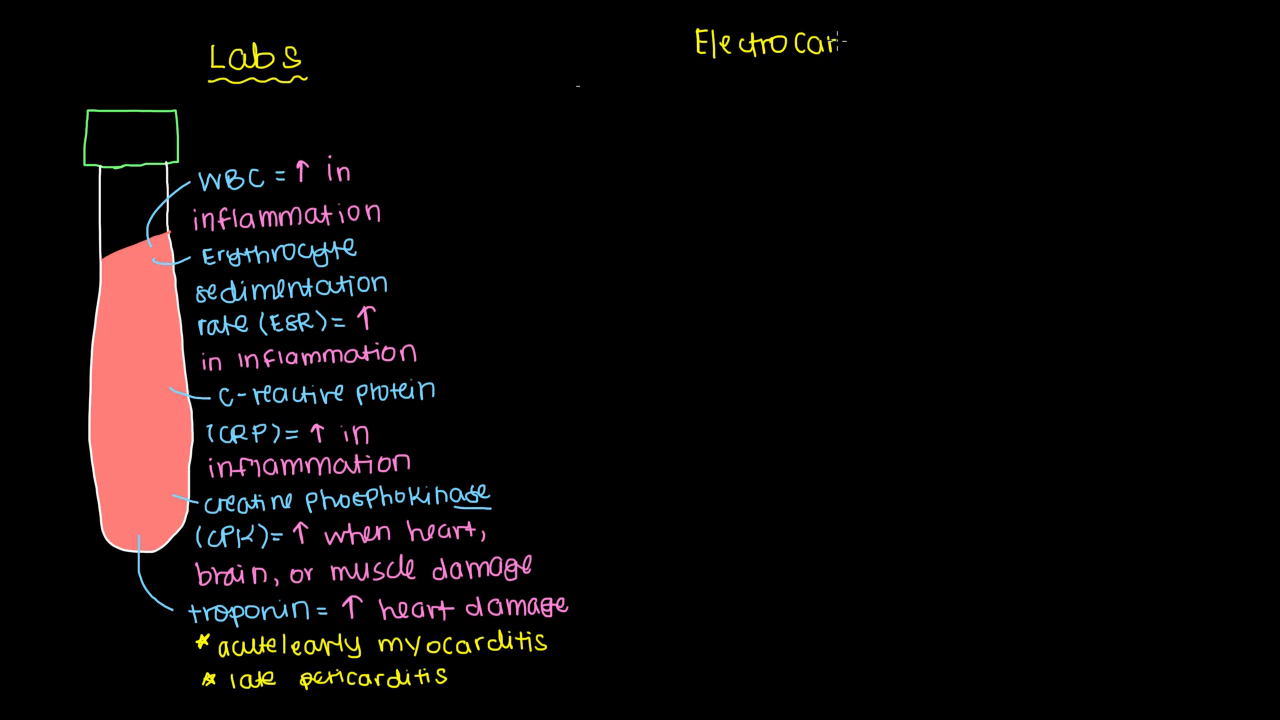 Labs
Electrocar
WBC = ↑ in
inflammation
Erythrocyte
sedimentation
rate (ESR) = ↑
in inflammation
C-reactive protein
(CRP) = ↑ in
inflammation
creatine phosphokinase
(CPK) = ↑ when heart,
brain, or muscle damage
troponin = ↑ heart damage
* acute/early myocarditis
* late pericarditis